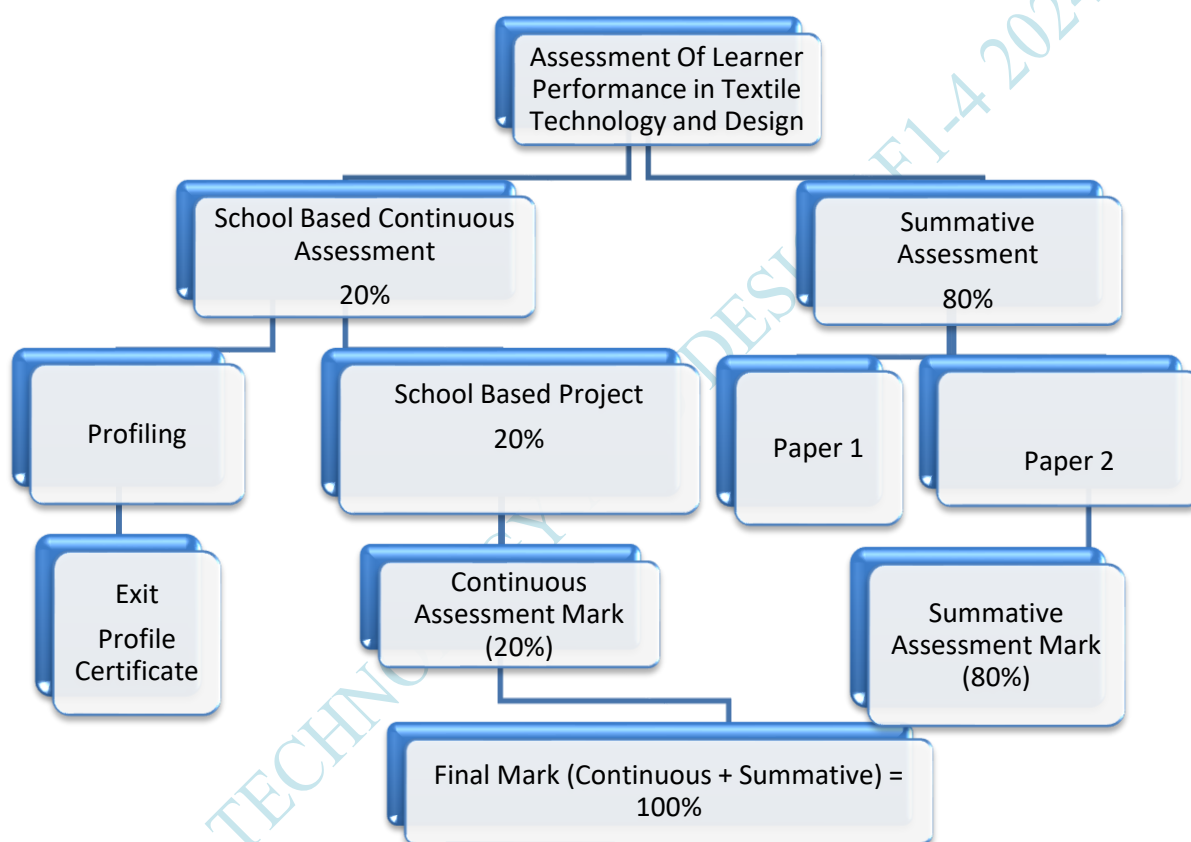 Assessment Of Learner
Performance in Textile
Technology and Design
School Based Continuous
Assessment
20%
Summative
Assessment
80%
Profiling
School Based Project
20%
Paper 1
Paper 2
Exit
Profile
Certificate
Continuous
Assessment Mark
(20%)
Summative
Assessment Mark
(80%)
Final Mark (Continuous + Summative) =
100%